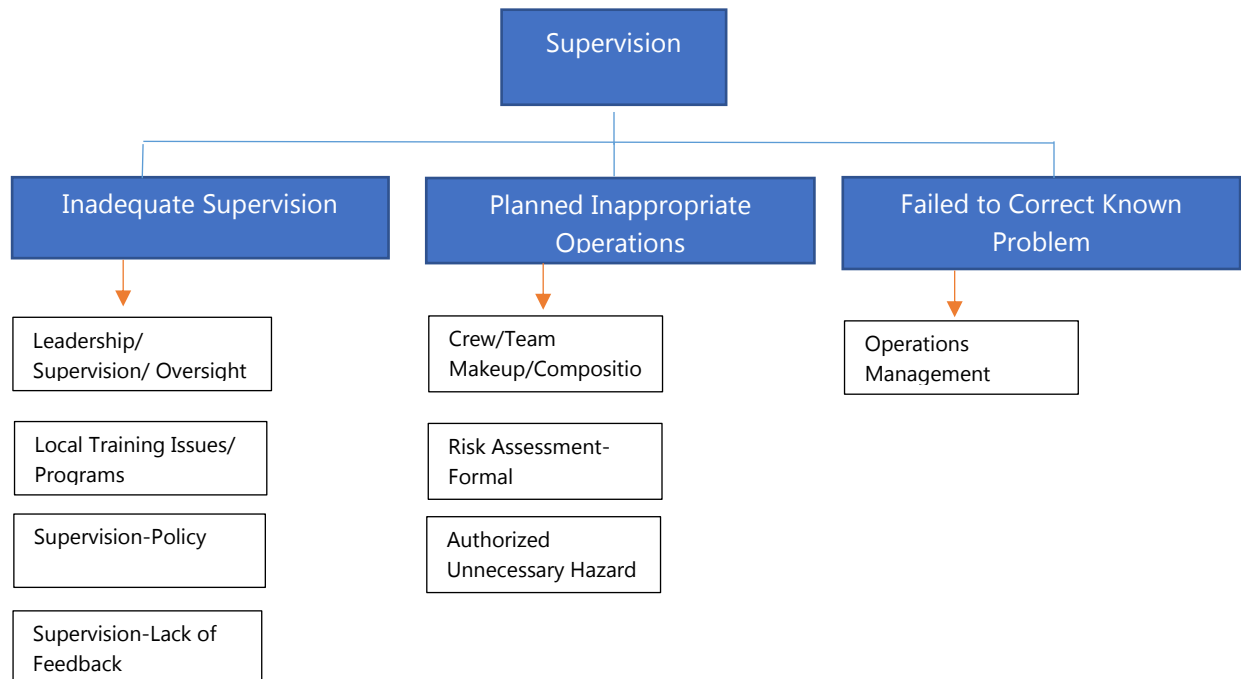 Supervision
Inadequate Supervision
Planned Inappropriate
Operations
Failed to Correct Known
Problem
Leadership/
Supervision/ Oversight
Local Training Issues/
Programs
Supervision-Policy
Supervision-Lack of
Feedback
Crew/Team
Makeup/Compositio
Risk Assessment-
Formal
Authorized
Unnecessary Hazard
Operations
Management